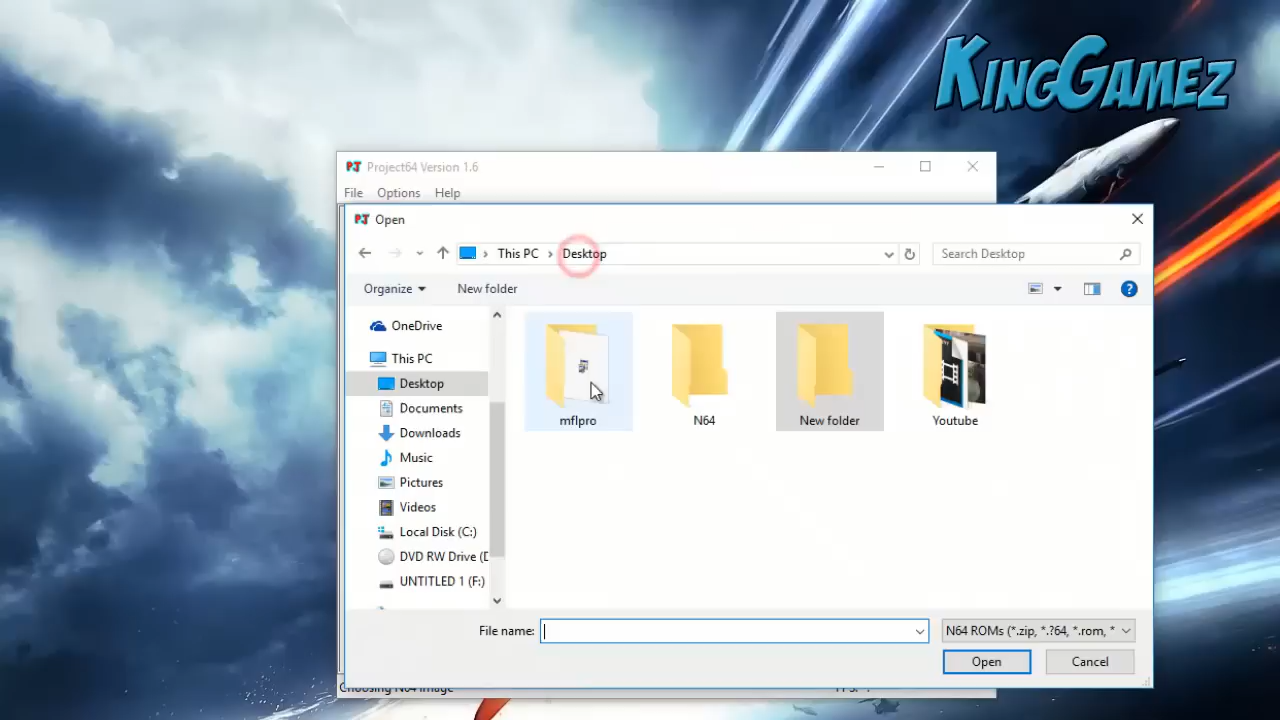 KingGamez
Project64 Version 1.6
File Options Help
Open
This PC Desktop
Search Desktop
Organize New folder
OneDrive
This PC
Desktop
Documents
Downloads
Music
Pictures
Videos
Local Disk (C:)
DVD RW Drive (D
UNTITLED 1 (F:)
mflpro
N64
New folder
Youtube
File name:
N64 ROMs (*.zip, *.?64, *.rom, *
Open
Cancel
Choosing N64 Image